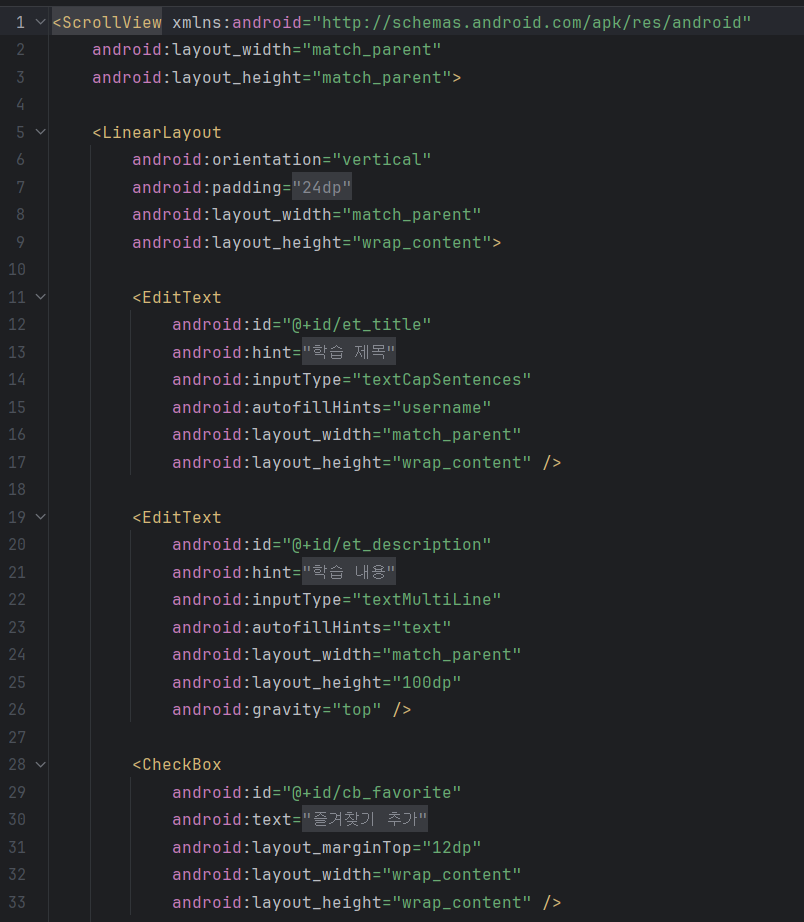 1 <ScrollView xmlns:android="http://schemas.android.com/apk/res/android"
2 android:layout_width="match_parent"
3 android:layout_height="match_parent">
4
5 <LinearLayout
6 android:orientation="vertical"
7 android:padding="24dp"
8 android:layout_width="match_parent"
9 android:layout_height="wrap_content">
10
11 <EditText
12 android:id="@+id/et_title"
13 android:hint="학습 제목"
14 android:inputType="textCapSentences"
15 android:autofillHints="username"
16 android:layout_width="match_parent"
17 android:layout_height="wrap_content" />
18
19 <EditText
20 android:id="@+id/et_description"
21 android:hint="학습 내용"
22 android:inputType="textMultiLine"
23 android:autofillHints="text"
24 android:layout_width="match_parent"
25 android:layout_height="100dp"
26 android:gravity="top" />
27
28 <CheckBox
29 android:id="@+id/cb_favorite"
30 android:text="즐겨찾기 추가"
31 android:layout_marginTop="12dp"
32 android:layout_width="wrap_content"
33 android:layout_height="wrap_content" />